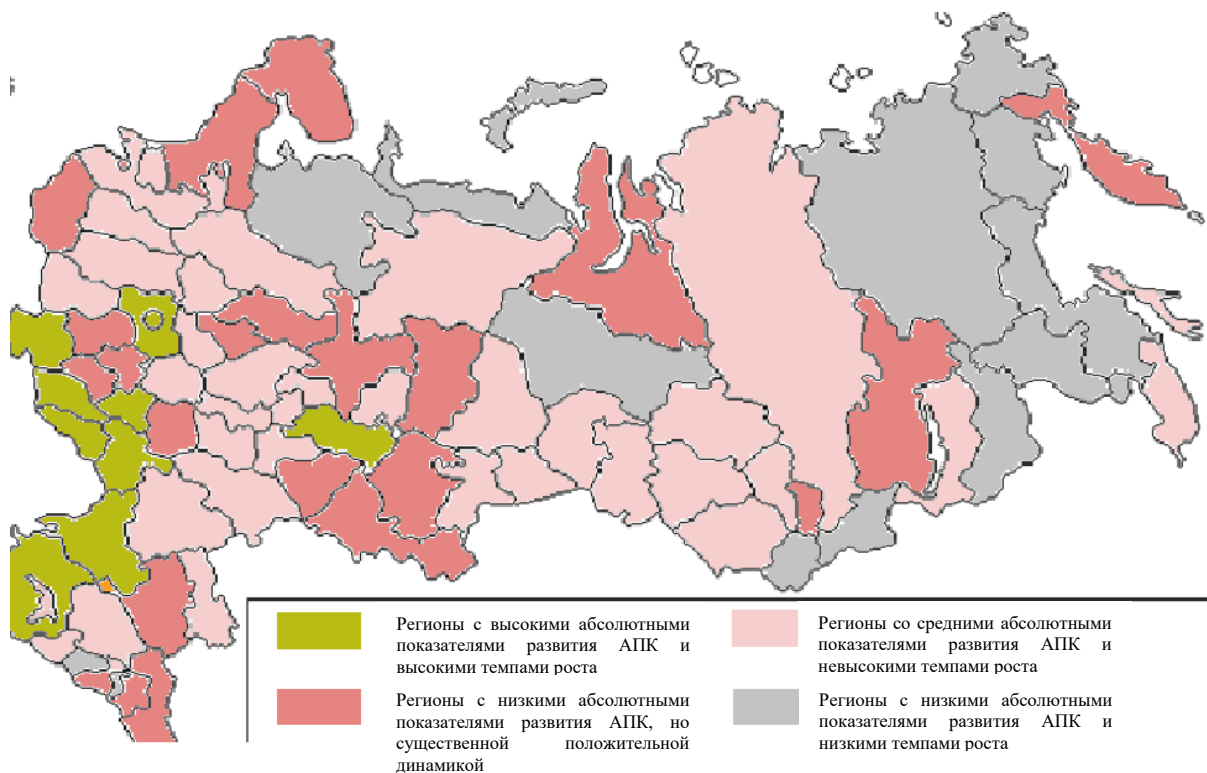 Регионы с высокими абсолютными
показателями развития АПК и
высокими темпами роста
Регионы со средними абсолютными
показателями развития АПК и
невысокими темпами роста
Регионы с низкими абсолютными
показателями развития АПК, но
существенной положительной
динамикой
Регионы с низкими абсолютными
показателями развития АПК и
низкими темпами роста